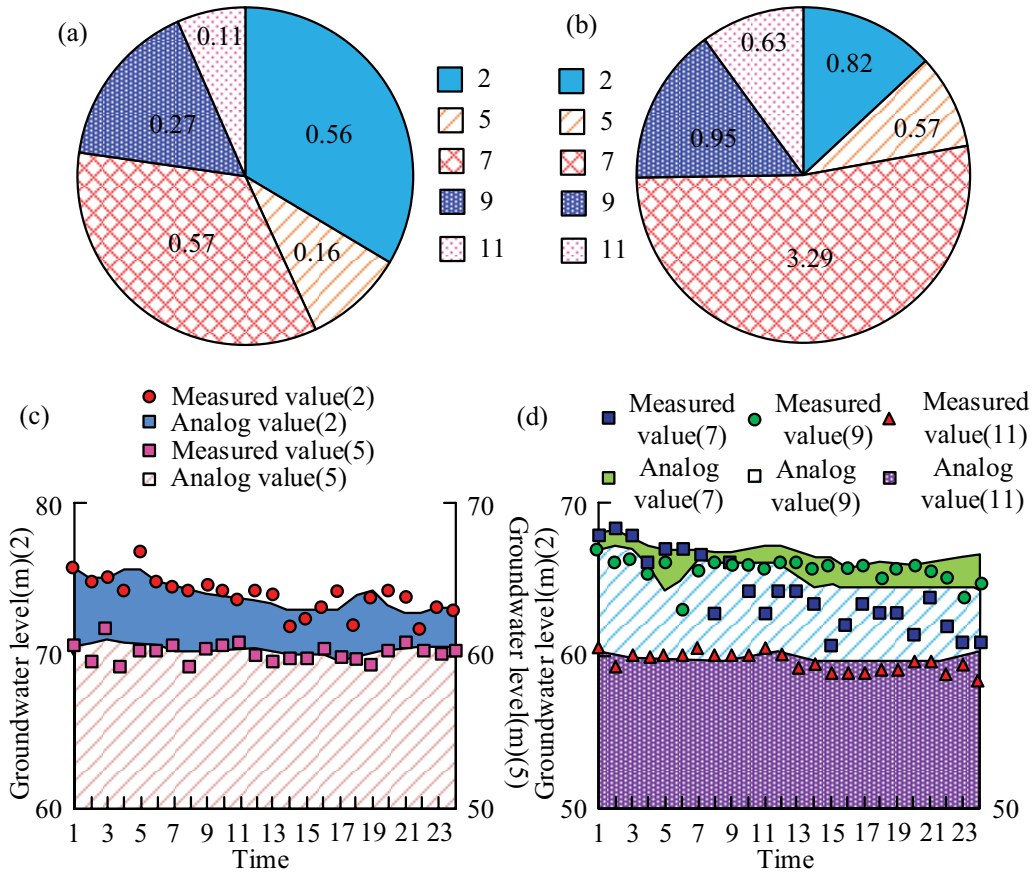 (a)
0.11
0.56
0.27
0.57
0.16
2
5
7
9
11
(b)
0.63
0.82
0.57
0.95
3.29
2
5
7
9
11
(c)
Measured value(2)
Analog value(2)
Measured value(5)
Analog value(5)
Groundwater level(m)(2)
80
70
60
70
60
50
Groundwater level(m)(5)
1 3 5 7 9 11 13 15 17 19 21 23
Time
(d)
Measured value(7)
Measured value(9)
Measured value(11)
Analog value(7)
Analog value(9)
Analog value(11)
Groundwater level(m)(2)
70
60
50
50
1 3 5 7 9 11 13 15 17 19 21 23
Time